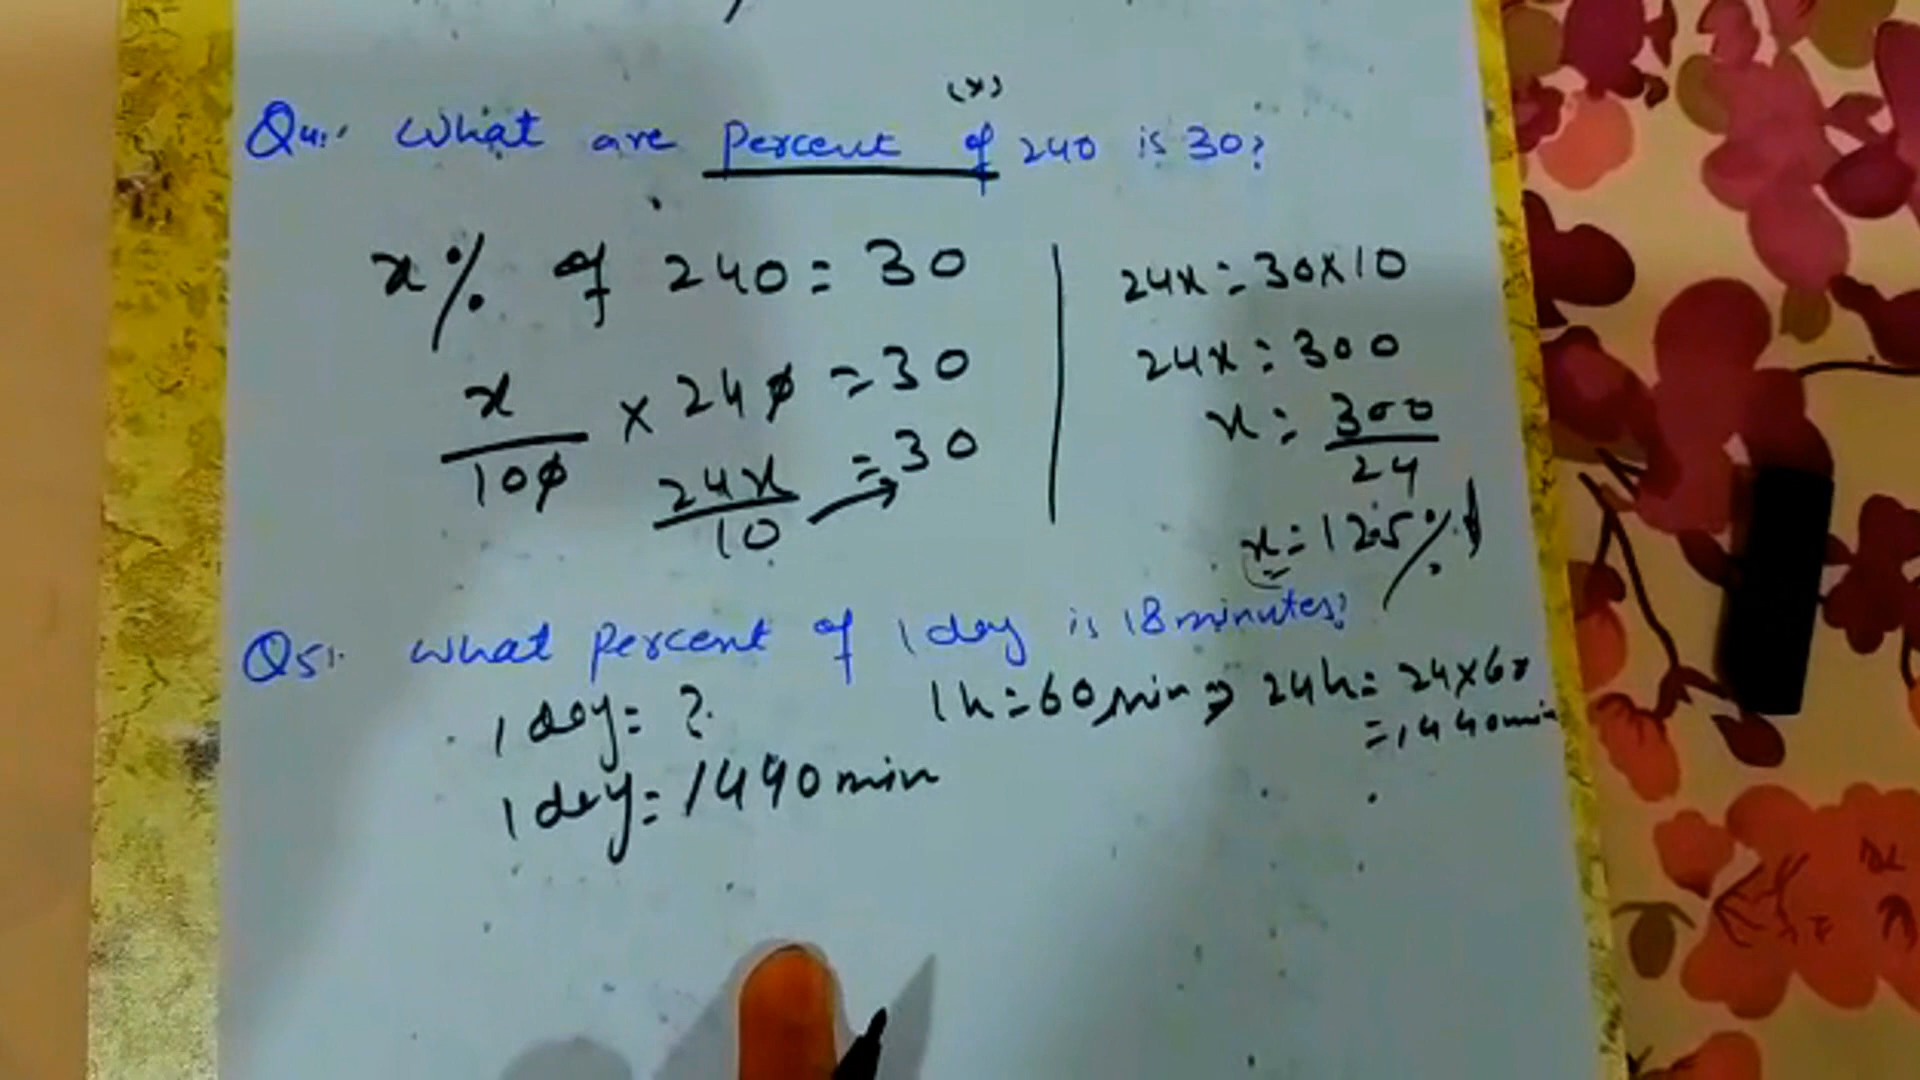 (x)
Q4:- What are Percent of 240 is 30?
x% of 240 = 30
x/100 × 240 = 30
24x/10 = 30
24x = 30×10
24x = 300
x = 300/24
x = 12.5%
Q5:- What Percent of 1 day is 18 minutes?
1 day = ?
1h = 60 min ⇒ 24h = 24×60
= 1440 min
1 day = 1440 min